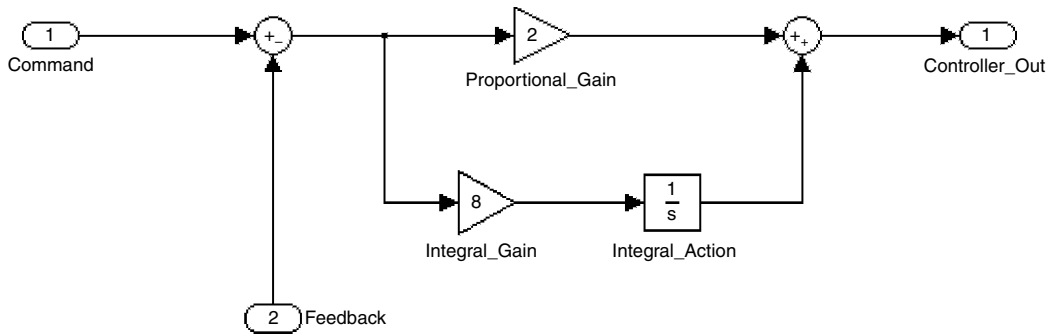 1
Command
+
−
2
Proportional_Gain
+
+
1
Controller_Out
8
Integral_Gain
1
s
Integral_Action
2
Feedback